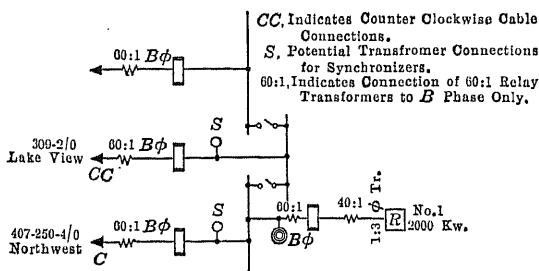 CC, Indicates Counter Clockwise Cable
Connections.
S, Potential Transfromer Connections
for Synchronizers.
60:1, Indicates Connection of 60:1 Relay
Transformers to B Phase Only.
60:1 Bϕ
309-2/0
Lake View
60:1 Bϕ
S
CC
407-250-4/0
Northwest
60:1 Bϕ
S
C
60:1
Bϕ
40:1
1:3 ϕ Tr.
R
No.1
2000 Kw.